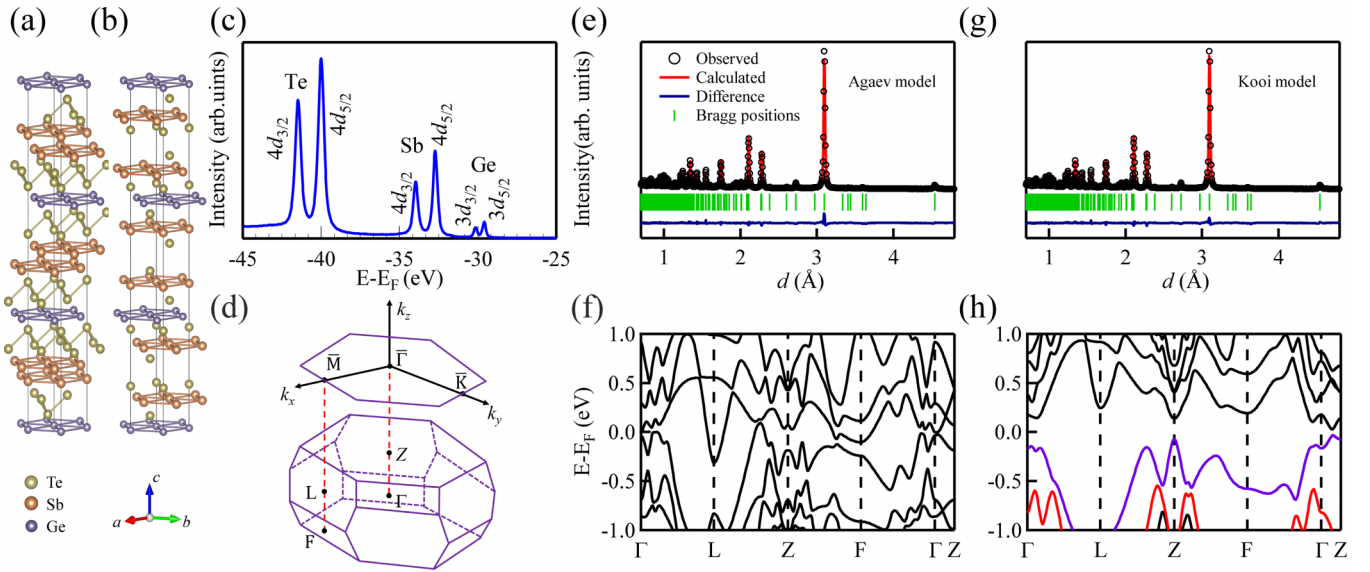 (a)
(b)
Te
Sb
Ge
c
a
b
(c)
Intensity (arb.uints)
Te
4d3/2
4d5/2
Sb
4d3/2
4d5/2
Ge
3d3/2
3d5/2
-45 -40 -35 -30 -25
E-EF (eV)
(d)
kz
M̅ Γ̅ K̅
kx ky
Z
L Γ
F
(e)
Intensity(arb. units)
Observed
Calculated
Difference
Bragg positions
Agaev model
1 2 3 4
d (Å)
(g)
Kooi model
1 2 3 4
d (Å)
(f)
E-EF (eV)
1.0
0.5
0.0
-0.5
-1.0
Γ L Z F Γ Z
(h)
1.0
0.5
0.0
-0.5
-1.0
Γ L Z F Γ Z